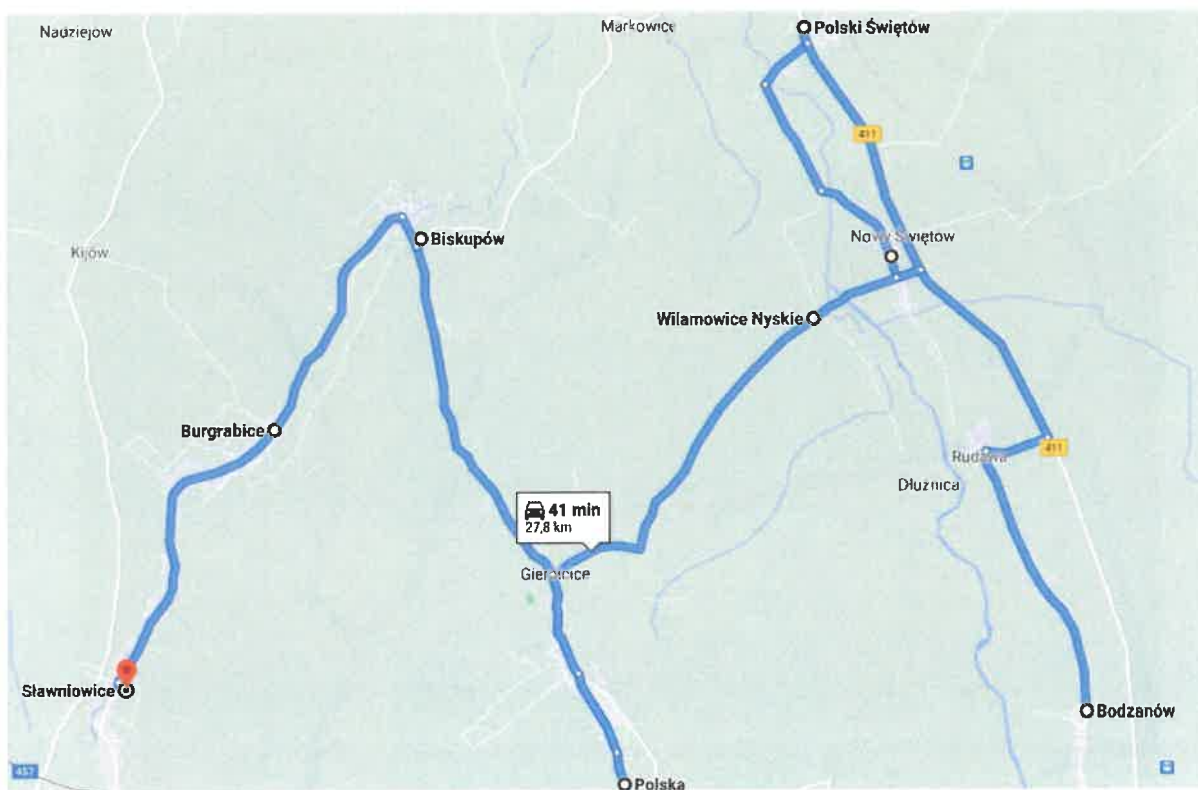 Nadziejów
Markowice
Polski Świętów
411
Kijów
Biskupów
Nowy Świętów
Wilamowice Nyskie
Burgrabice
Rudawa
411
Dłużnica
41 min
27,8 km
Gierałcice
Sławniowice
Bodzanów
457
Polska